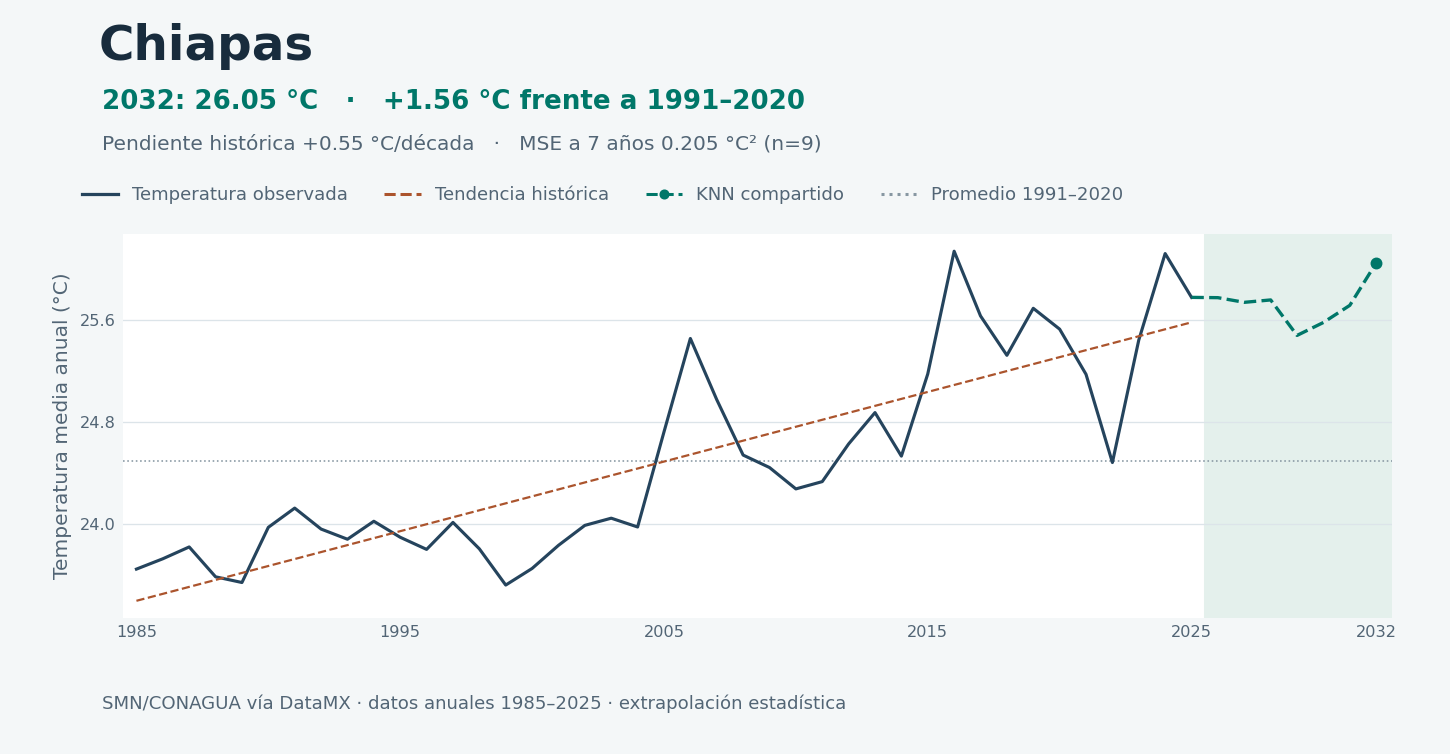 Chiapas
2032: 26.05 °C · +1.56 °C frente a 1991–2020
Pendiente histórica +0.55 °C/década · MSE a 7 años 0.205 °C² (n=9)
Temperatura observada Tendencia histórica KNN compartido Promedio 1991–2020
Temperatura media anual (°C)
25.6
24.8
24.0
1985 1995 2005 2015 2025 2032
SMN/CONAGUA vía DataMX · datos anuales 1985–2025 · extrapolación estadística